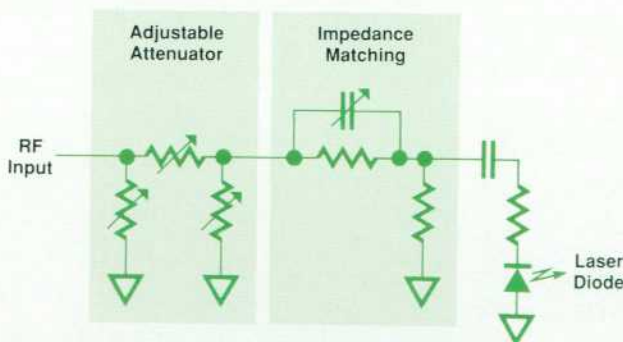 Adjustable
Attenuator
Impedance
Matching
RF
Input
Laser
Diode